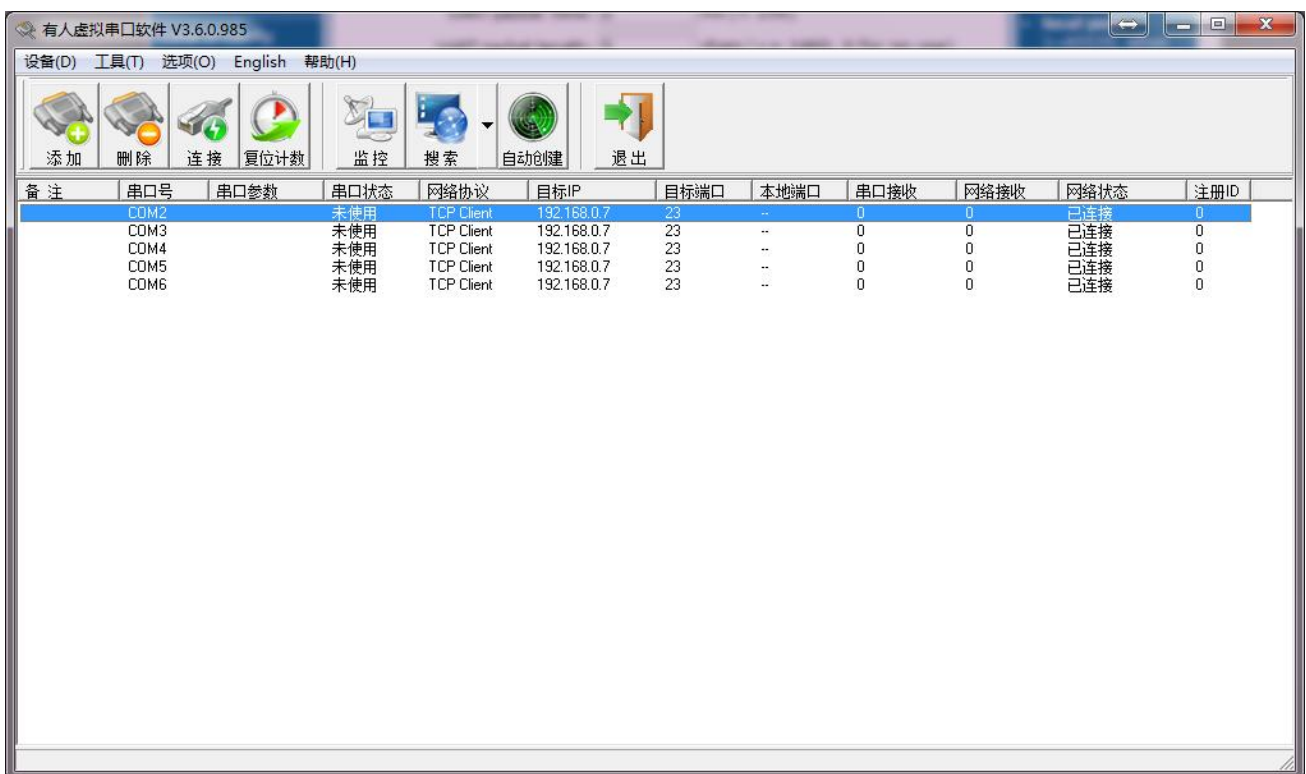 有人虚拟串口软件 V3.6.0.985
设备(D) 工具(T) 选项(O) English 帮助(H)
添加 删除 连接 复位计数 监控 搜索 自动创建 退出
备注 串口号 串口参数 串口状态 网络协议 目标IP 目标端口 本地端口 串口接收 网络接收 网络状态 注册ID
COM2 未使用 TCP Client 192.168.0.7 23 -- 0 0 已连接 0
COM3 未使用 TCP Client 192.168.0.7 23 -- 0 0 已连接 0
COM4 未使用 TCP Client 192.168.0.7 23 -- 0 0 已连接 0
COM5 未使用 TCP Client 192.168.0.7 23 -- 0 0 已连接 0
COM6 未使用 TCP Client 192.168.0.7 23 -- 0 0 已连接 0